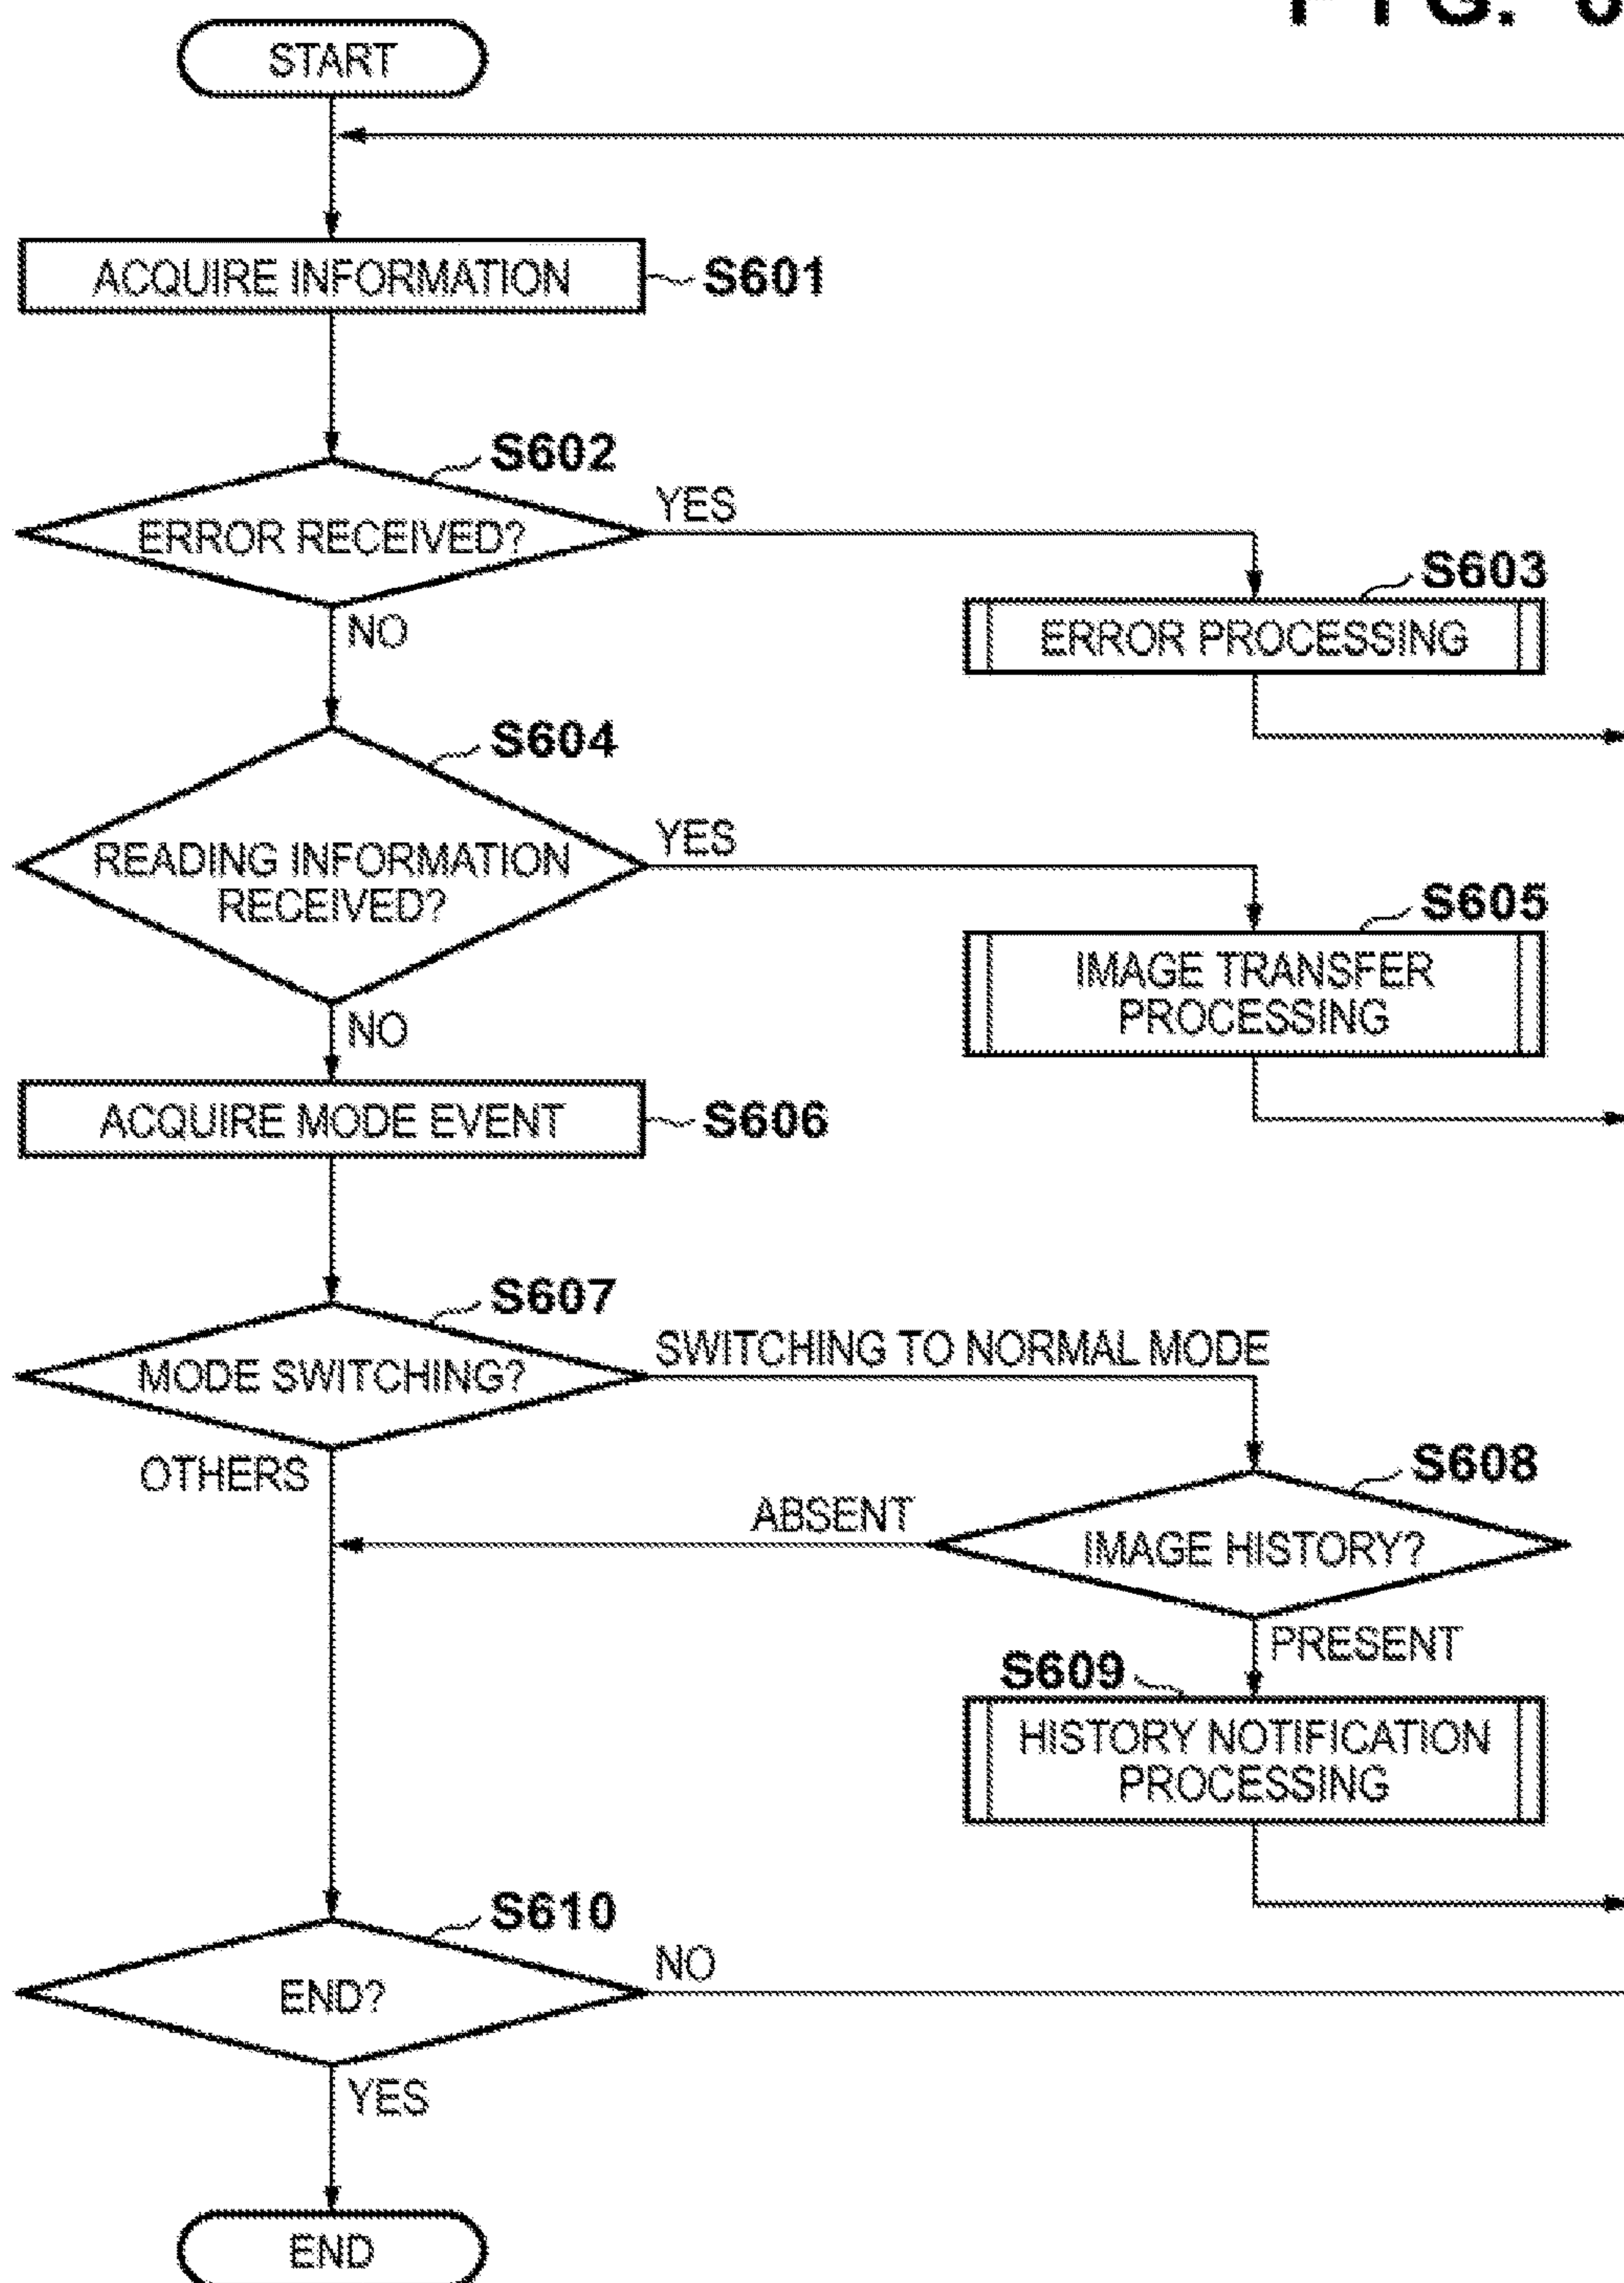 FIG. 6
START
ACQUIRE INFORMATION
S601
S602
ERROR RECEIVED?
YES
NO
S603
ERROR PROCESSING
S604
READING INFORMATION
RECEIVED?
YES
NO
S605
IMAGE TRANSFER
PROCESSING
ACQUIRE MODE EVENT
S606
S607
MODE SWITCHING?
SWITCHING TO NORMAL MODE
OTHERS
S608
IMAGE HISTORY?
ABSENT
PRESENT
S609
HISTORY NOTIFICATION
PROCESSING
S610
END?
NO
YES
END